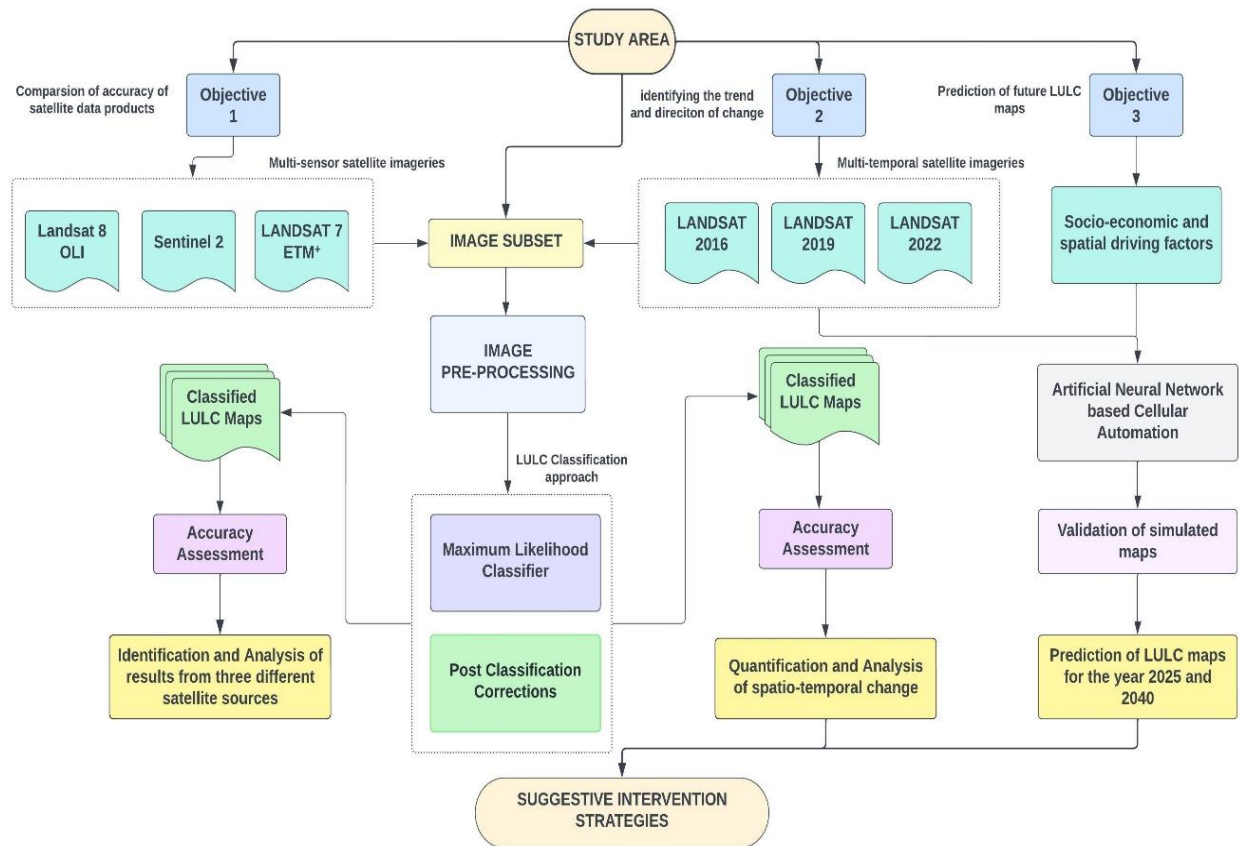 STUDY AREA
Comparsion of accuracy of
satellite data products
Objective
1
identifying the trend
and direciton of change
Objective
2
Prediction of future LULC
maps
Objective
3
Multi-sensor satellite imageries
Multi-temporal satellite imageries
Landsat 8
OLI
Sentinel 2
LANDSAT 7
ETM⁺
IMAGE SUBSET
LANDSAT
2016
LANDSAT
2019
LANDSAT
2022
Socio-economic and
spatial driving factors
IMAGE
PRE-PROCESSING
Classified
LULC Maps
Classified
LULC Maps
Artificial Neural Network
based Cellular
Automation
LULC Classification
approach
Accuracy
Assessment
Maximum Likelihood
Classifier
Accuracy
Assessment
Validation of simulated
maps
Identification and Analysis of
results from three different
satellite sources
Post Classification
Corrections
Quantification and Analysis
of spatio-temporal change
Prediction of LULC maps
for the year 2025 and
2040
SUGGESTIVE INTERVENTION
STRATEGIES